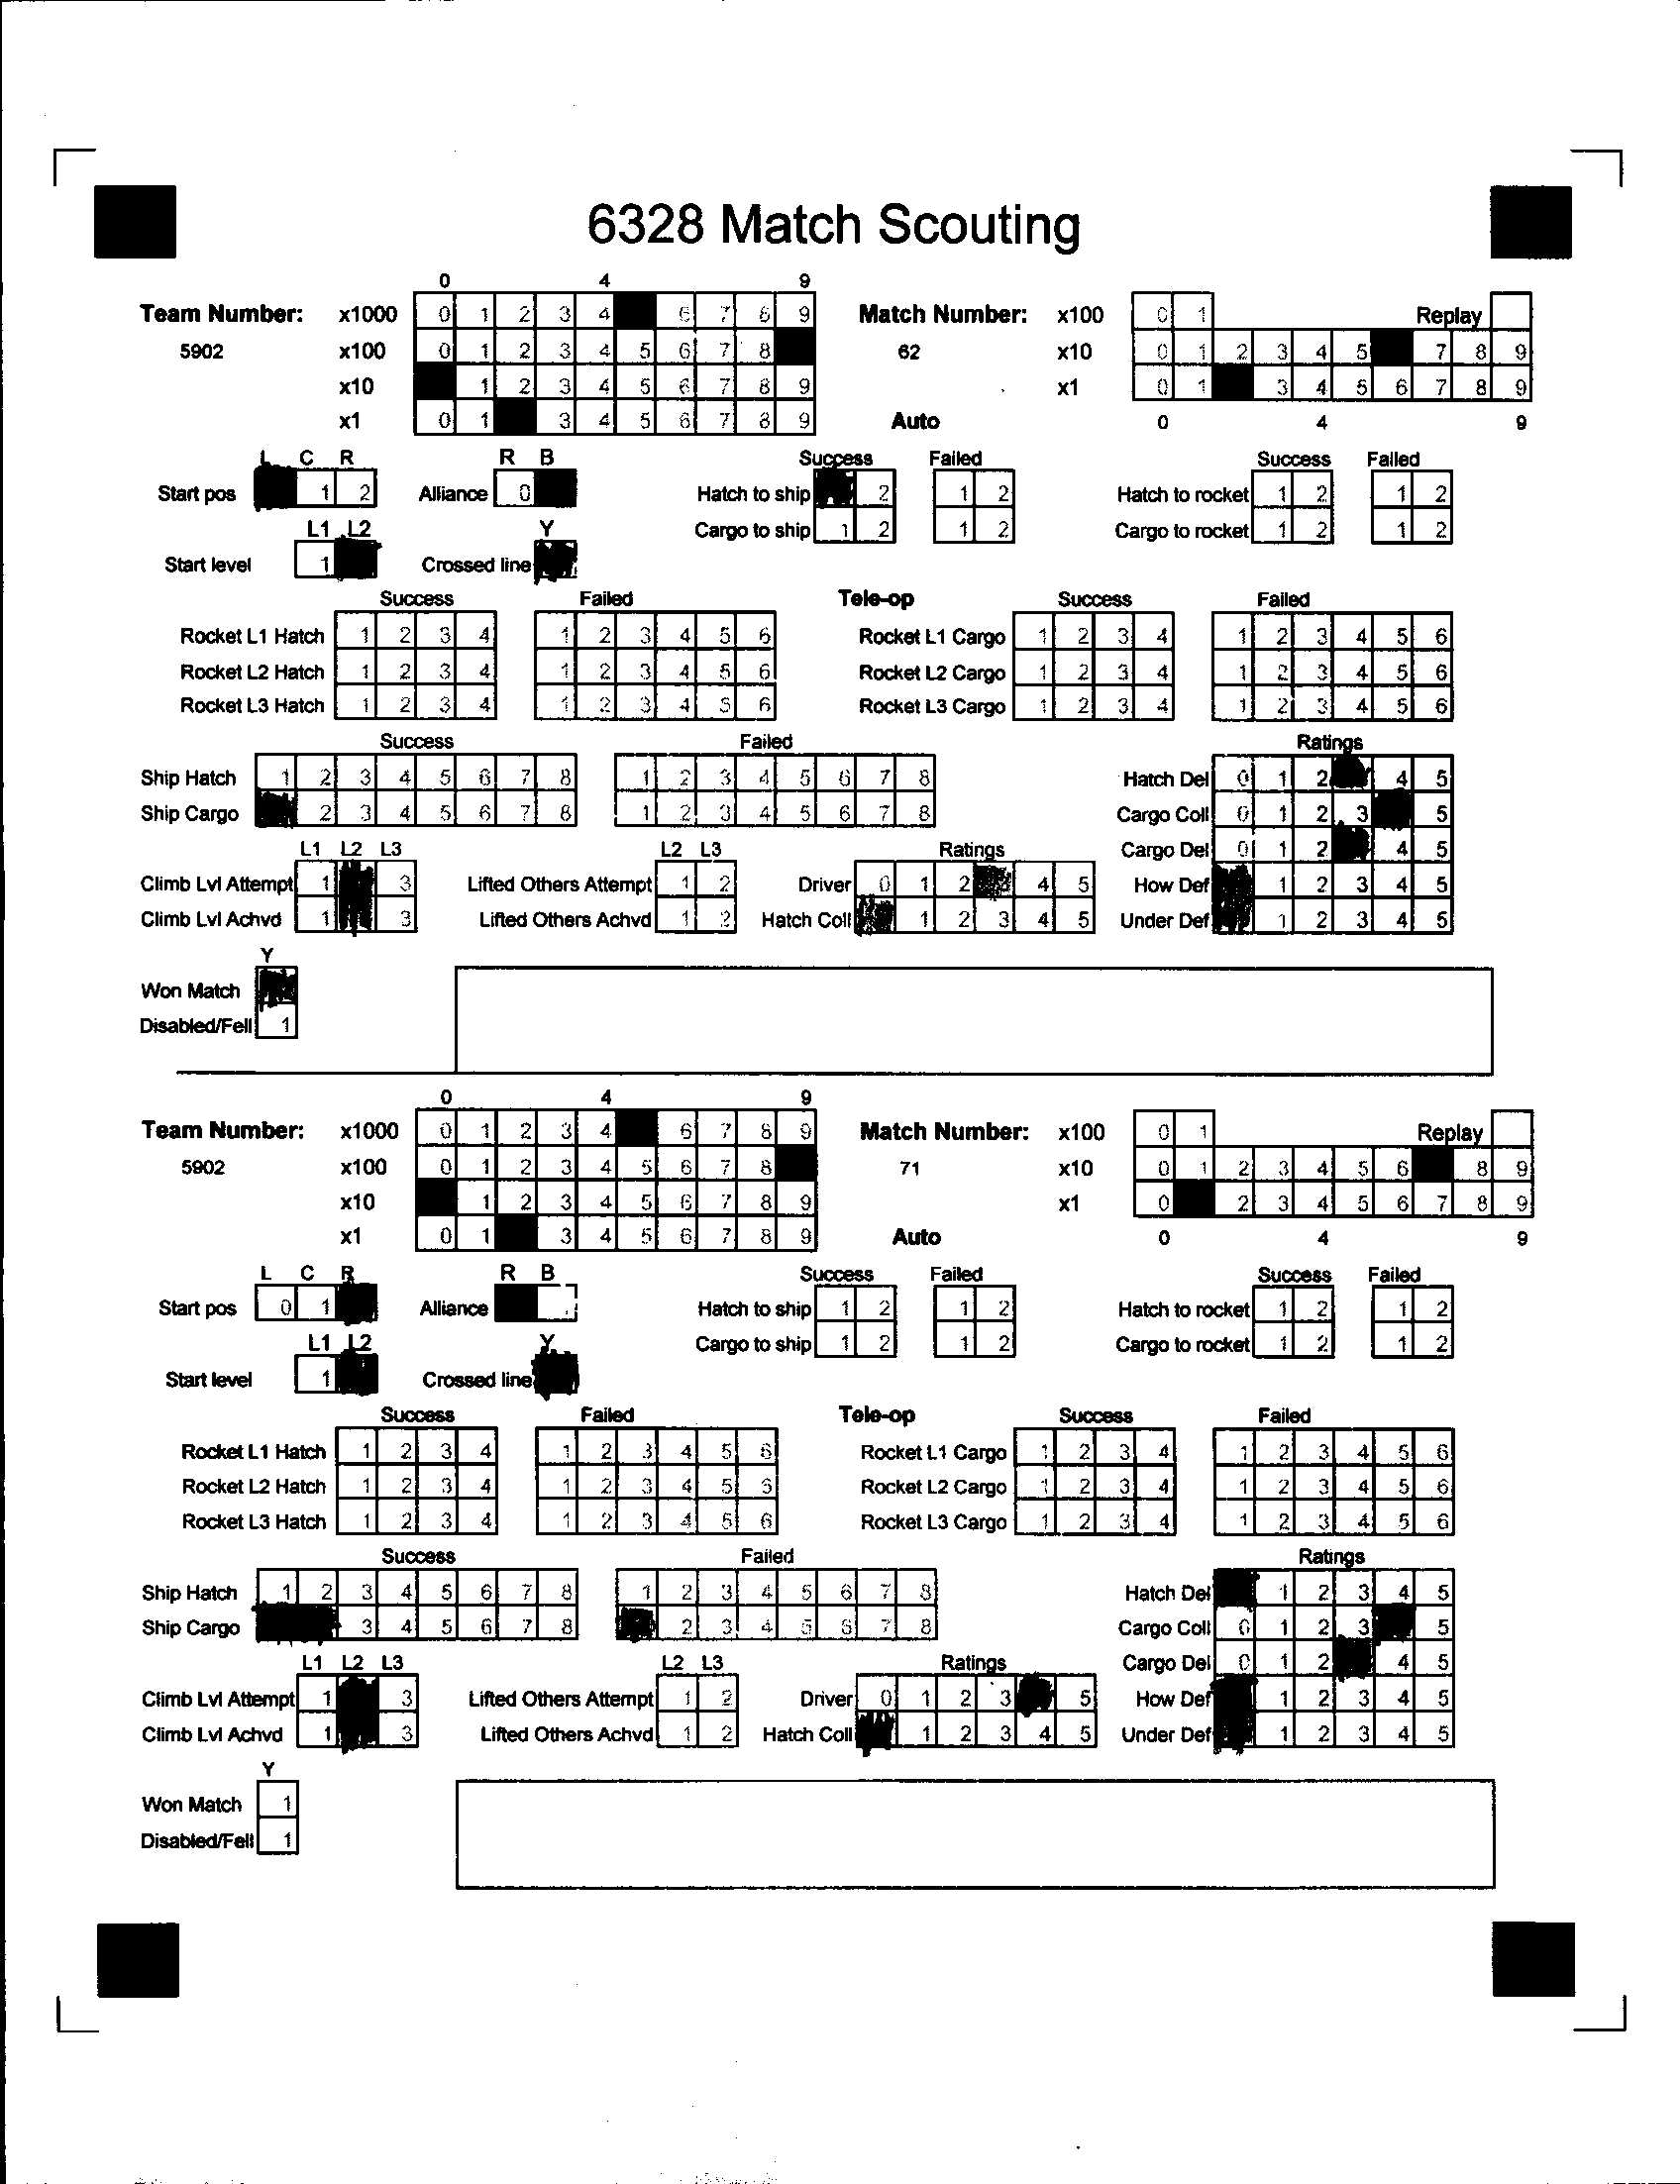 6328 Match Scouting
0 4 9
Team Number: x1000 0 1 2 3 4 6 7 8 9 Match Number: x100 0 1 Replay
5902 x100 0 1 2 3 4 5 6 7 8 62 x10 0 1 2 3 4 5 7 8 9
x10 1 2 3 4 5 6 7 8 9 x1 0 1 3 4 5 6 7 8 9
x1 0 1 3 4 5 6 7 8 9 Auto 0 4 9
L C R R B Success Failed Success Failed
Start pos 1 2 Alliance 0 Hatch to ship 2 1 2 Hatch to rocket 1 2 1 2
L1 L2 Y Cargo to ship 1 2 1 2 Cargo to rocket 1 2 1 2
Start level 1 Crossed line
Success Failed Tele-op Success Failed
Rocket L1 Hatch 1 2 3 4 1 2 3 4 5 6 Rocket L1 Cargo 1 2 3 4 1 2 3 4 5 6
Rocket L2 Hatch 1 2 3 4 1 2 3 4 5 6 Rocket L2 Cargo 1 2 3 4 1 2 3 4 5 6
Rocket L3 Hatch 1 2 3 4 1 2 3 4 5 6 Rocket L3 Cargo 1 2 3 4 1 2 3 4 5 6
Success Failed Ratings
Ship Hatch 1 2 3 4 5 6 7 8 1 2 3 4 5 6 7 8 Hatch Del 0 1 2 4 5
Ship Cargo 2 3 4 5 6 7 8 1 2 3 4 5 6 7 8 Cargo Coll 0 1 2 3 5
L1 L2 L3 L2 L3 Ratings Cargo Del 0 1 2 4 5
Climb Lvl Attempt 1 3 Lifted Others Attempt 1 2 Driver 0 1 2 4 5 How Def 1 2 3 4 5
Climb Lvl Achvd 1 3 Lifted Others Achvd 1 2 Hatch Coll 1 2 3 4 5 Under Def 1 2 3 4 5
Y
Won Match
Disabled/Fell 1
0 4 9
Team Number: x1000 0 1 2 3 4 6 7 8 9 Match Number: x100 0 1 Replay
5902 x100 0 1 2 3 4 5 6 7 8 71 x10 0 1 2 3 4 5 6 8 9
x10 1 2 3 4 5 6 7 8 9 x1 0 2 3 4 5 6 7 8 9
x1 0 1 3 4 5 6 7 8 9 Auto 0 4 9
L C R R B Success Failed Success Failed
Start pos 0 1 Alliance Hatch to ship 1 2 1 2 Hatch to rocket 1 2 1 2
L1 L2 Y Cargo to ship 1 2 1 2 Cargo to rocket 1 2 1 2
Start level 1 Crossed line
Success Failed Tele-op Success Failed
Rocket L1 Hatch 1 2 3 4 1 2 3 4 5 6 Rocket L1 Cargo 1 2 3 4 1 2 3 4 5 6
Rocket L2 Hatch 1 2 3 4 1 2 3 4 5 6 Rocket L2 Cargo 1 2 3 4 1 2 3 4 5 6
Rocket L3 Hatch 1 2 3 4 1 2 3 4 5 6 Rocket L3 Cargo 1 2 3 4 1 2 3 4 5 6
Success Failed Ratings
Ship Hatch 1 2 3 4 5 6 7 8 1 2 3 4 5 6 7 8 Hatch Del 1 2 3 4 5
Ship Cargo 3 4 5 6 7 8 2 3 4 5 6 7 8 Cargo Coll 0 1 2 3 5
L1 L2 L3 L2 L3 Ratings Cargo Del 0 1 2 4 5
Climb Lvl Attempt 1 3 Lifted Others Attempt 1 2 Driver 0 1 2 3 5 How Def 1 2 3 4 5
Climb Lvl Achvd 1 3 Lifted Others Achvd 1 2 Hatch Coll 1 2 3 4 5 Under Def 1 2 3 4 5
Y
Won Match 1
Disabled/Fell 1